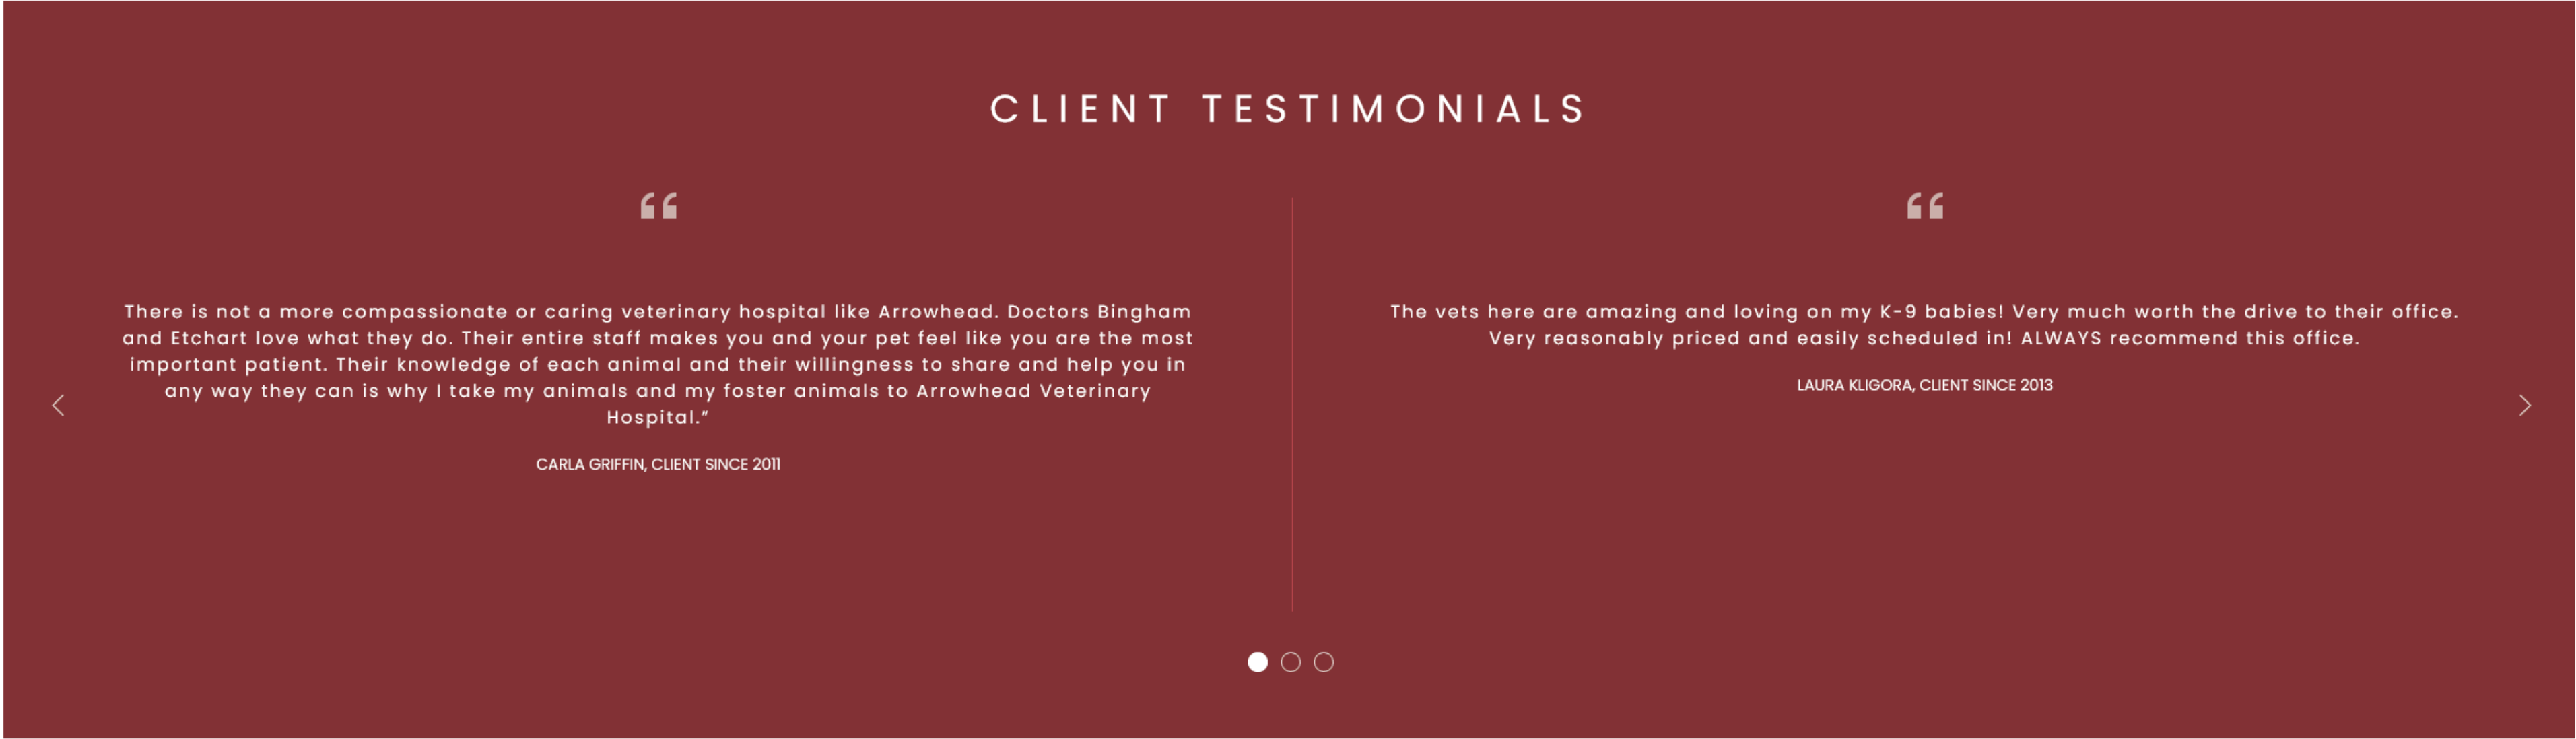 CLIENT TESTIMONIALS
“
There is not a more compassionate or caring veterinary hospital like Arrowhead. Doctors Bingham
and Etchart love what they do. Their entire staff makes you and your pet feel like you are the most
important patient. Their knowledge of each animal and their willingness to share and help you in
any way they can is why I take my animals and my foster animals to Arrowhead Veterinary
Hospital.”
CARLA GRIFFIN, CLIENT SINCE 2011
“
The vets here are amazing and loving on my K-9 babies! Very much worth the drive to their office.
Very reasonably priced and easily scheduled in! ALWAYS recommend this office.
LAURA KLIGORA, CLIENT SINCE 2013